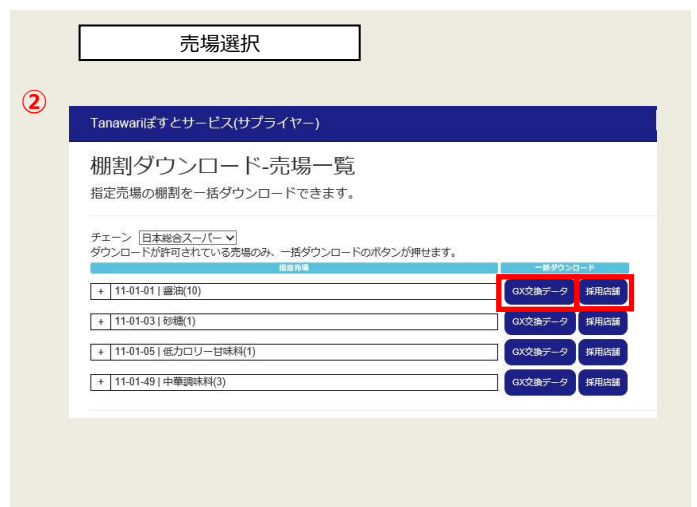 売場選択
②
Tanawariぽすとサービス(サプライヤー)
棚割ダウンロード-売場一覧
指定売場の棚割を一括ダウンロードできます。
チェーン 日本総合スーパー
ダウンロードが許可されている売場のみ、一括ダウンロードのボタンが押せます。
担当売場 一括ダウンロード
+ 11-01-01 | 醤油(10) GX交換データ 採用店舗
+ 11-01-03 | 砂糖(1) GX交換データ 採用店舗
+ 11-01-05 | 低カロリー甘味料(1) GX交換データ 採用店舗
+ 11-01-49 | 中華調味料(3) GX交換データ 採用店舗